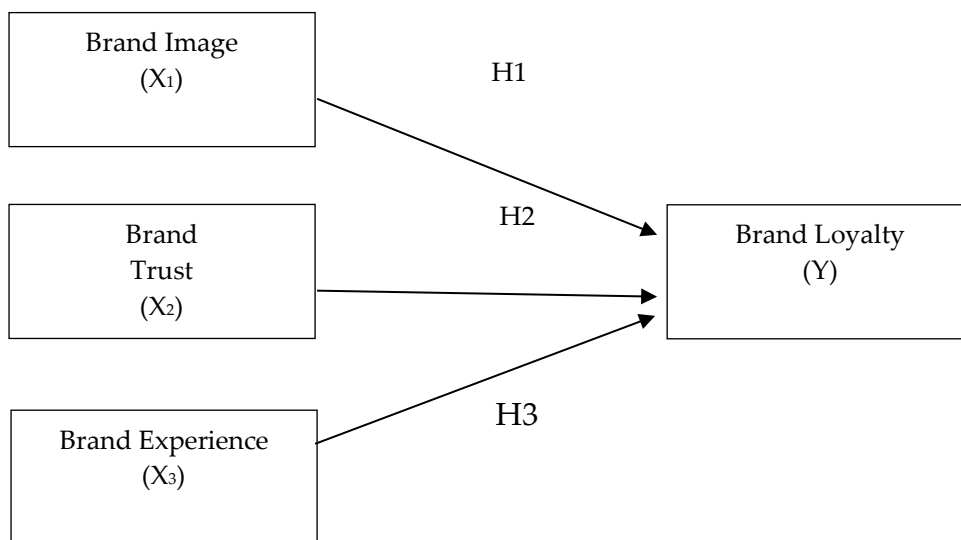 Brand Image
(X₁)
H1
Brand
Trust
(X₂)
H2
Brand Loyalty
(Y)
Brand Experience
(X₃)
H3